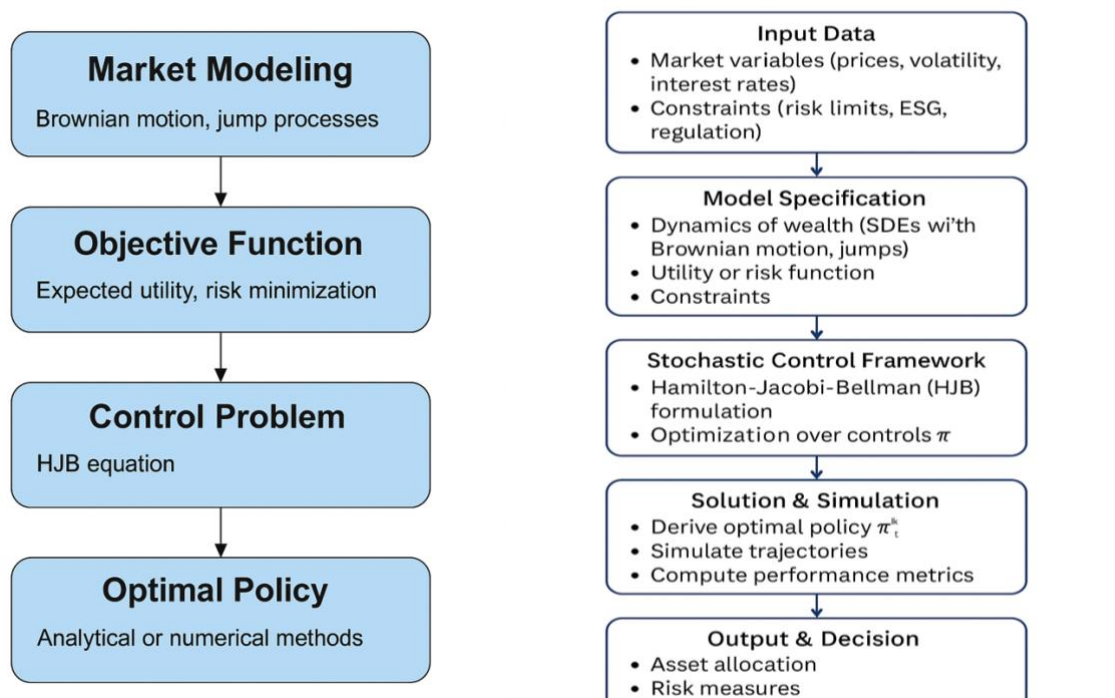 Market Modeling
Brownian motion, jump processes
Objective Function
Expected utility, risk minimization
Control Problem
HJB equation
Optimal Policy
Analytical or numerical methods
Input Data
• Market variables (prices, volatility,
interest rates)
• Constraints (risk limits, ESG,
regulation)
Model Specification
• Dynamics of wealth (SDEs wi'th
Brownian motion, jumps)
• Utility or risk function
• Constraints
Stochastic Control Framework
• Hamilton-Jacobi-Bellman (HJB)
formulation
• Optimization over controls π
Solution & Simulation
• Derive optimal policy π
• Simulate trajectories
• Compute performance metrics
Output & Decision
• Asset allocation
• Risk measures